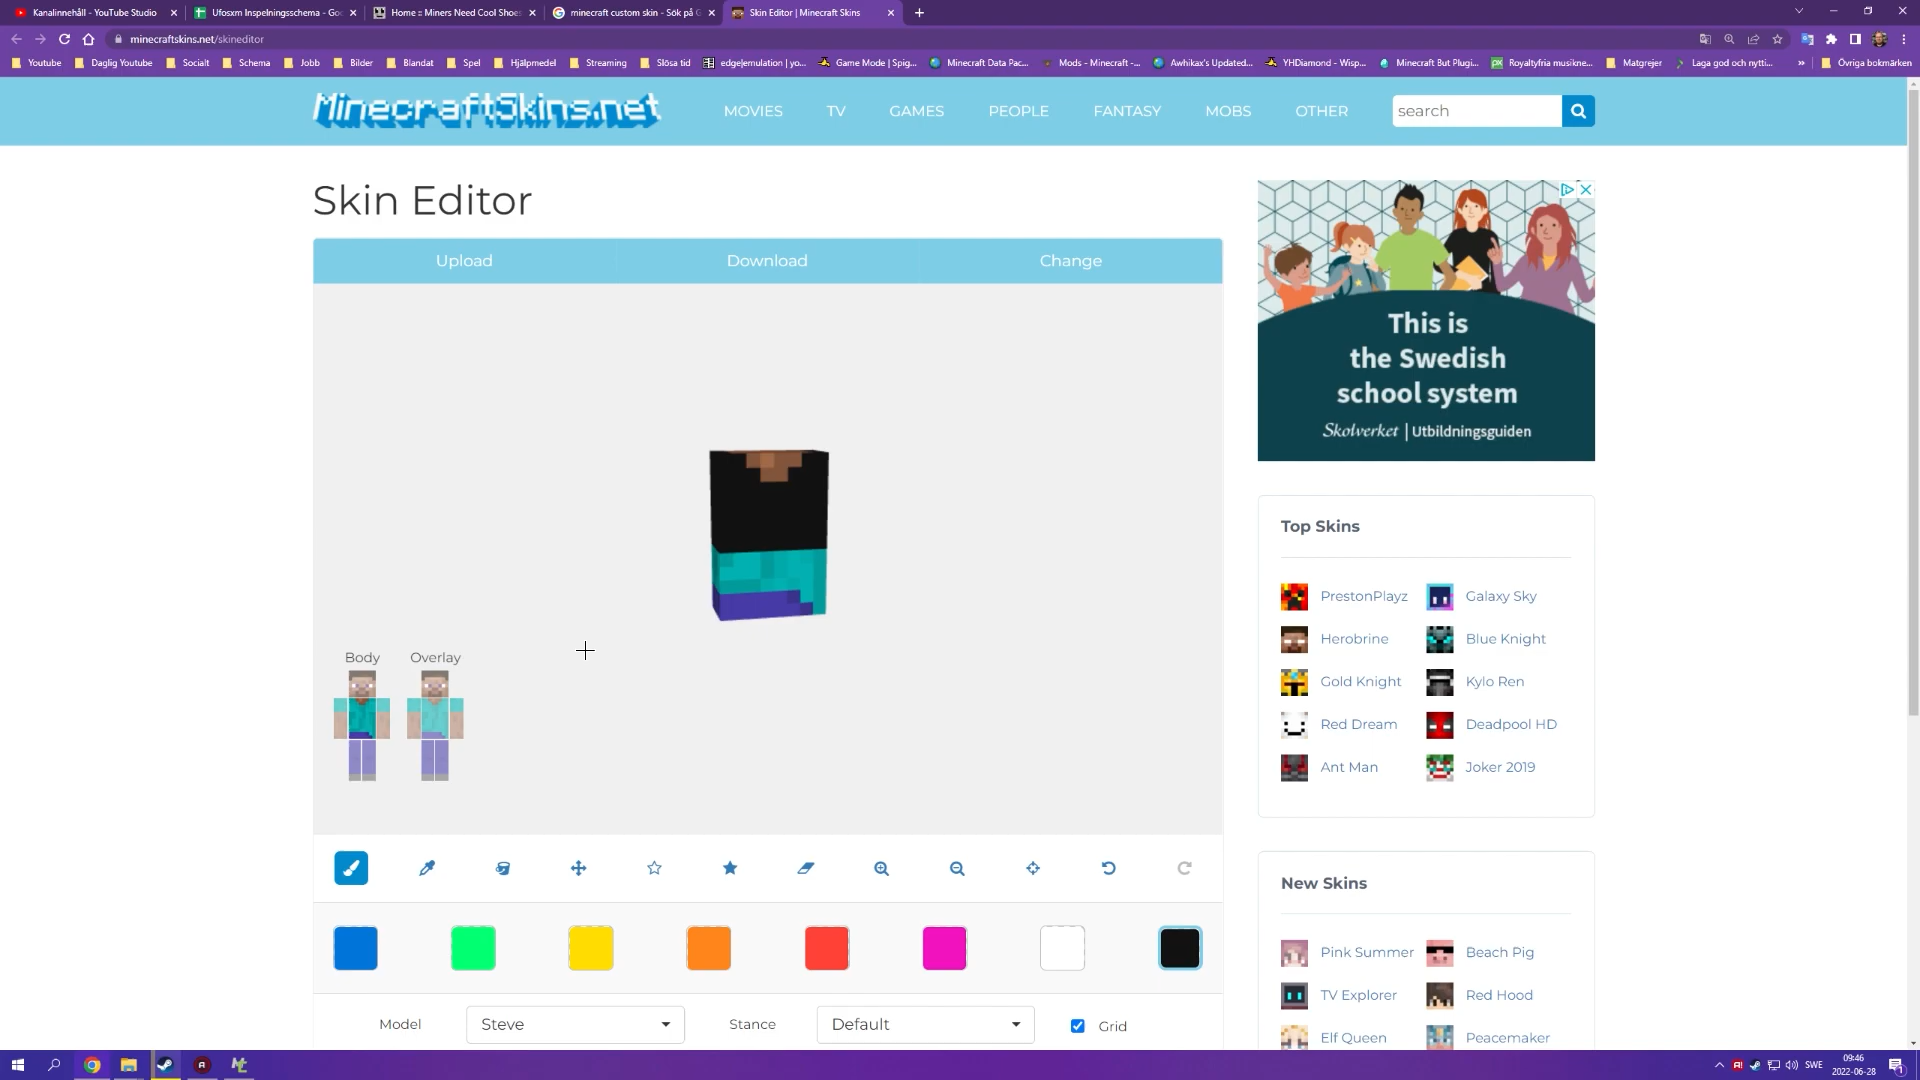 Kanalinnehåll - YouTube Studio
Ufosxm Inspelningsschema - Goo
Home :: Miners Need Cool Shoes
minecraft custom skin - Sök på G
Skin Editor | Minecraft Skins
minecraftskins.net/skineditor
Youtube
Daglig Youtube
Socialt
Schema
Jobb
Bilder
Blandat
Spel
Hjälpmedel
Streaming
Slösa tid
edge|emulation | yo...
Game Mode | Spig...
Minecraft Data Pac...
Mods - Minecraft -...
Awhikax's Updated...
YHDiamond - Wisp...
Minecraft But Plugi...
Royaltyfria musikne...
Matgrejer
Laga god och nytti...
»
Övriga bokmärken
MinecraftSkins.net
MOVIES
TV
GAMES
PEOPLE
FANTASY
MOBS
OTHER
search
Skin Editor
Upload
Download
Change
This is
the Swedish
school system
Skolverket | Utbildningsguiden
Body
Overlay
Top Skins
PrestonPlayz
Galaxy Sky
Herobrine
Blue Knight
Gold Knight
Kylo Ren
Red Dream
Deadpool HD
Ant Man
Joker 2019
New Skins
Pink Summer
Beach Pig
TV Explorer
Red Hood
Elf Queen
Peacemaker
Model
Steve
Stance
Default
Grid
SWE
09:46
2022-06-28